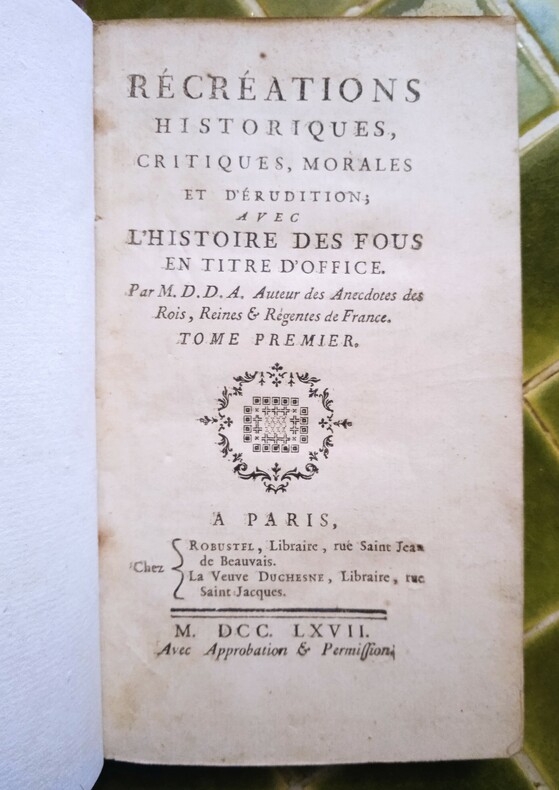 RÉCRÉATIONS
HISTORIQUES,
CRITIQUES, MORALES
ET D'ÉRUDITION;
AVEC
L'HISTOIRE DES FOUS
EN TITRE D'OFFICE.
Par M. D. D. A. Auteur des Anecdotes des
Rois, Reines & Régentes de France.
TOME PREMIER.
A PARIS,
Chez
ROBUSTEL, Libraire, rue Saint Jean
de Beauvais.
La Veuve DUCHESNE, Libraire, rue
Saint Jacques.
M. DCC. LXVII.
Avec Approbation & Permiſſion.